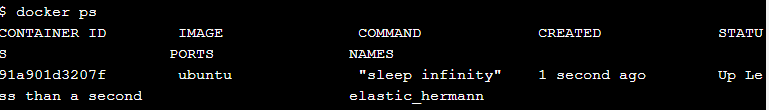 $ docker ps
CONTAINER ID        IMAGE               COMMAND             CREATED             STATU
S                  PORTS               NAMES
91a901d3207f        ubuntu              "sleep infinity"    1 second ago        Up Le
ss than a second                       elastic_hermann